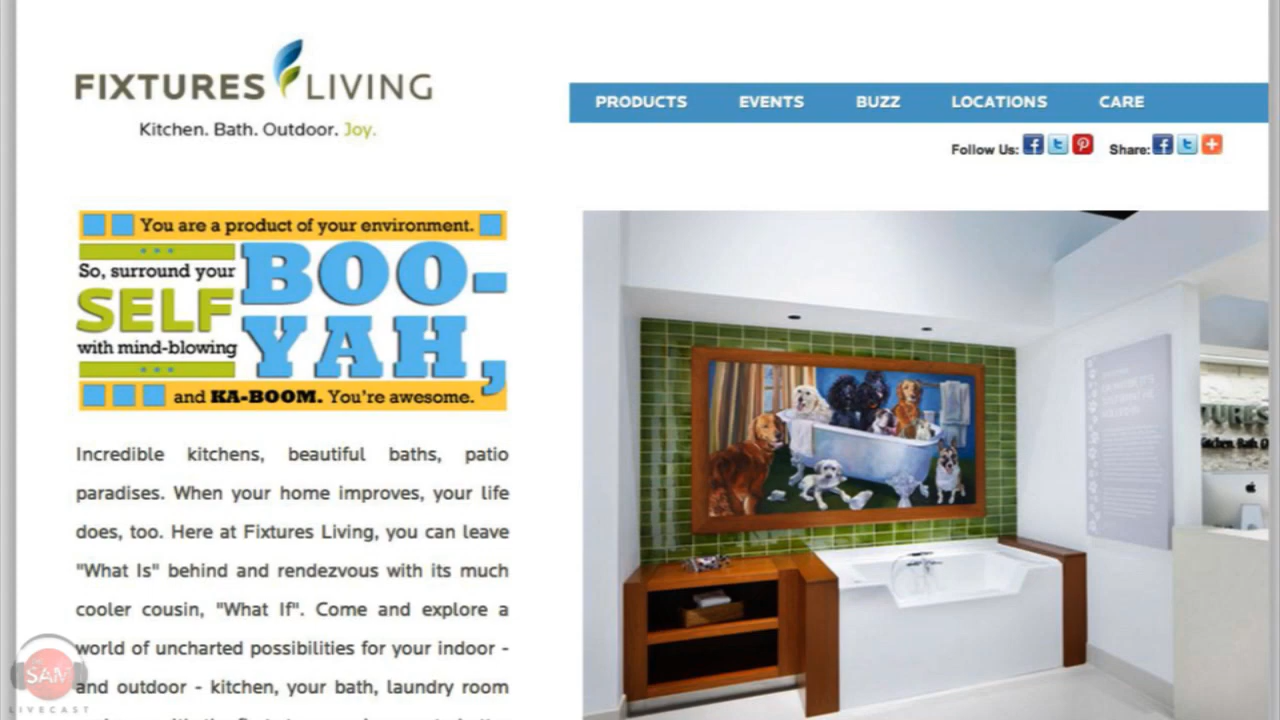 FIXTURES LIVING
Kitchen. Bath. Outdoor. Joy.
PRODUCTS EVENTS BUZZ LOCATIONS CARE
Follow Us: Share:
You are a product of your environment.
So, surround your
SELF
with mind-blowing
BOO-
YAH,
and KA-BOOM. You're awesome.
Incredible kitchens, beautiful baths, patio
paradises. When your home improves, your life
does, too. Here at Fixtures Living, you can leave
"What Is" behind and rendezvous with its much
cooler cousin, "What If". Come and explore a
world of uncharted possibilities for your indoor -
and outdoor - kitchen, your bath, laundry room
SAM
LIVECAST